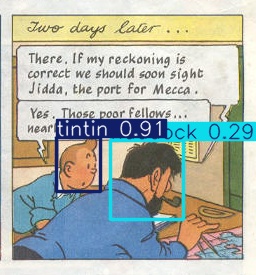 Two days later ...
There. If my reckoning is
correct we should soon sight
Jidda, the port for Mecca.
Yes. Those poor fellows...
near
tintin 0.91
ock 0.29